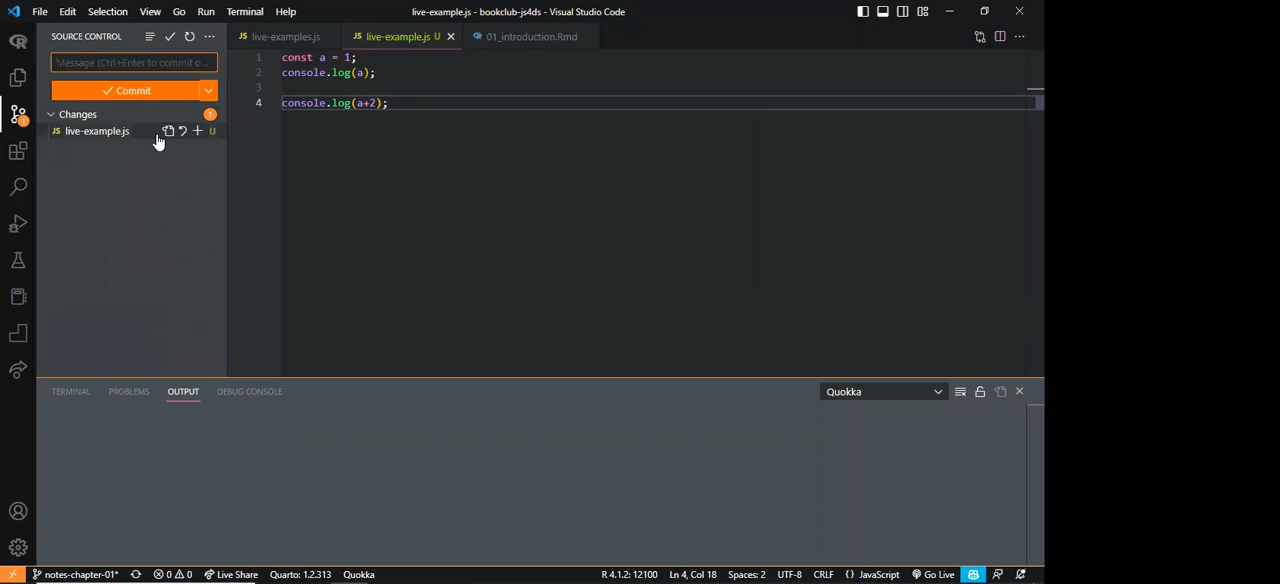 File Edit Selection View Go Run Terminal Help
live-example.js - bookclub-js4ds - Visual Studio Code
SOURCE CONTROL
JS live-examples.js
JS live-example.js U
01_introduction.Rmd
Message (Ctrl+Enter to commit o...
Commit
Changes 1
JS live-example.js U
1 const a = 1;
2 console.log(a);
3
4 console.log(a+2);
1
TERMINAL PROBLEMS OUTPUT DEBUG CONSOLE
Quokka
notes-chapter-01* 0 0 Live Share Quarto: 1.2.313 Quokka
R 4.1.2: 12100 Ln 4, Col 18 Spaces: 2 UTF-8 CRLF {} JavaScript Go Live